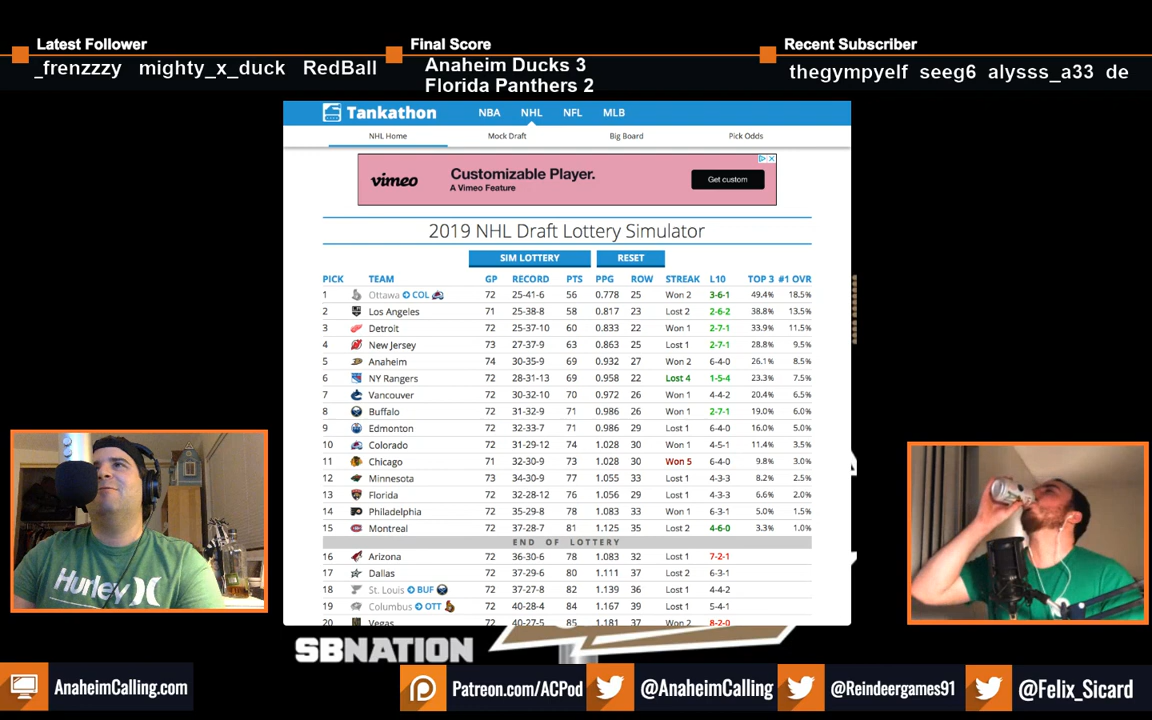 Latest Follower
_frenzzzy mighty_x_duck RedBall
Final Score
Anaheim Ducks 3
Florida Panthers 2
Recent Subscriber
thegympyelf seeg6 alysss_a33 de
Tankathon NBA NHL NFL MLB
NHL Home Mock Draft Big Board Pick Odds
vimeo Customizable Player. Get custom
A Vimeo Feature
2019 NHL Draft Lottery Simulator
SIM LOTTERY RESET
PICK TEAM GP RECORD PTS PPG ROW STREAK L10 TOP 3 #1 OVR
1 Ottawa COL 72 25-41-6 56 0.778 25 Won 2 3-6-1 49.4% 18.5%
2 Los Angeles 71 25-38-8 58 0.817 23 Lost 2 2-6-2 38.8% 13.5%
3 Detroit 72 25-37-10 60 0.833 22 Won 1 2-7-1 33.9% 11.5%
4 New Jersey 73 27-37-9 63 0.863 25 Lost 1 2-7-1 28.8% 9.5%
5 Anaheim 74 30-35-9 69 0.932 27 Won 2 6-4-0 26.1% 8.5%
6 NY Rangers 72 28-31-13 69 0.958 22 Lost 4 1-5-4 23.3% 7.5%
7 Vancouver 72 30-32-10 70 0.972 26 Won 1 4-4-2 20.4% 6.5%
8 Buffalo 72 31-32-9 71 0.986 26 Won 1 2-7-1 19.0% 6.0%
9 Edmonton 72 32-33-7 71 0.986 29 Lost 1 6-4-0 16.0% 5.0%
10 Colorado 72 31-29-12 74 1.028 30 Won 1 4-5-1 11.4% 3.5%
11 Chicago 71 32-30-9 73 1.028 30 Won 5 6-4-0 9.8% 3.0%
12 Minnesota 73 34-30-9 77 1.055 33 Lost 1 4-3-3 8.2% 2.5%
13 Florida 72 32-28-12 76 1.056 29 Lost 1 4-3-3 6.6% 2.0%
14 Philadelphia 72 35-29-8 78 1.083 33 Won 1 6-3-1 5.0% 1.5%
15 Montreal 72 37-28-7 81 1.125 35 Lost 2 4-6-0 3.3% 1.0%
END OF LOTTERY
16 Arizona 72 36-30-6 78 1.083 32 Lost 1 7-2-1
17 Dallas 72 37-29-6 80 1.111 37 Lost 2 6-3-1
18 St. Louis BUF 72 37-27-8 82 1.139 36 Lost 1 4-4-2
19 Columbus OTT 72 40-28-4 84 1.167 39 Lost 1 5-4-1
20 Vegas 72 40-27-5 85 1.181 37 Won 2 8-2-0
Hurley
SBNATION
AnaheimCalling.com Patreon.com/ACPod @AnaheimCalling @Reindeergames91 @Felix_Sicard